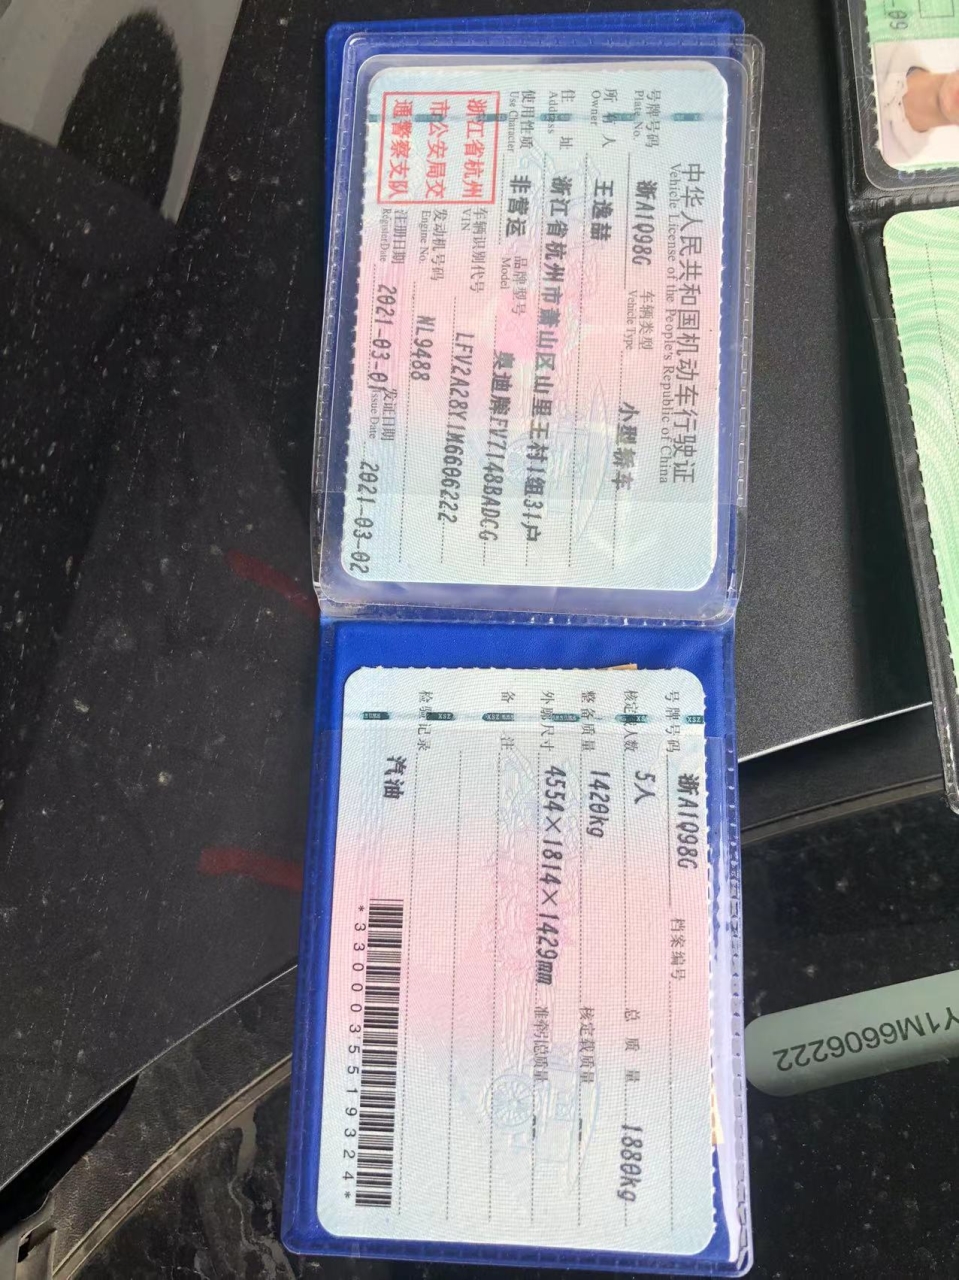 中华人民共和国机动车行驶证
Vehicle License of the People's Republic of China
号牌号码 浙A1Q98G 车辆类型 小型轿车
Plate No. Vehicle Type
所有人 王逸喆
Owner
住址 浙江省杭州市萧山区山里王村1组31户
Address
使用性质 非营运 品牌型号 奥迪牌FV7148BADCG
Use Character Model
浙江省杭州
市公安局交
通警察支队
车辆识别代号 LFV2A28Y1M6606222
VIN
发动机号码 NL9488
Engine No.
注册日期 2021-03-01 发证日期 2021-03-02
Register Date Issue Date
号牌号码 浙A1Q98G 档案编号
核定人数 5人 总质量 1880kg
整备质量 1420kg 核定载质量
外廓尺寸 4554×1814×1429mm 准牵引总质量
备注
检验记录
汽油
*3300035519324*
Y1M6606222